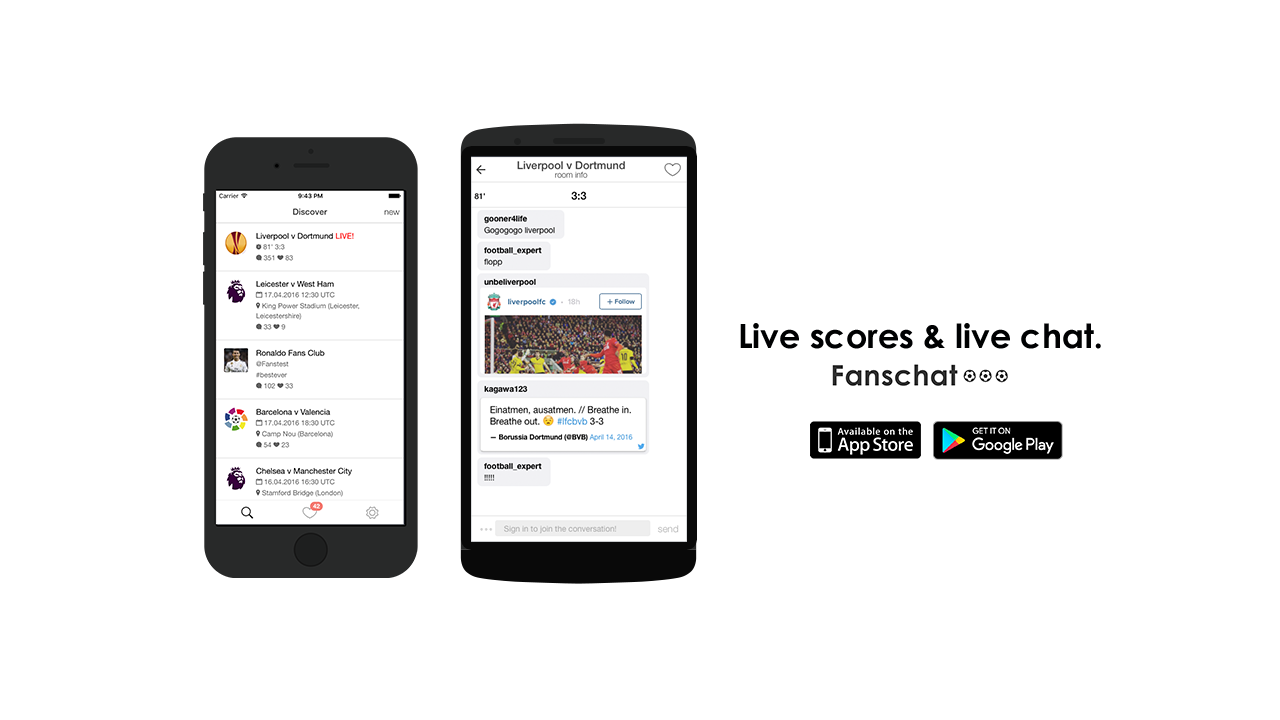 Carrier 9:43 PM
Discover new
Liverpool v Dortmund LIVE!
81' 3:3
351 83
Leicester v West Ham
17.04.2016 12:30 UTC
King Power Stadium (Leicester,
Leicestershire)
33 9
Ronaldo Fans Club
@Fanstest
#bestever
102 33
Barcelona v Valencia
17.04.2016 18:30 UTC
Camp Nou (Barcelona)
54 23
Chelsea v Manchester City
16.04.2016 16:30 UTC
Stamford Bridge (London)
42
Liverpool v Dortmund
room info
81' 3:3
gooner4life
Gogogogo liverpool
football_expert
flopp
unbeliverpool
liverpoolfc • 18h + Follow
kagawa123
Einatmen, ausatmen. // Breathe in.
Breathe out. 😥 #lfcbvb 3-3
— Borussia Dortmund (@BVB) April 14, 2016
football_expert
!!!!!
Sign in to join the conversation! send
Live scores & live chat.
Fanschat
Available on the
App Store
GET IT ON
Google Play